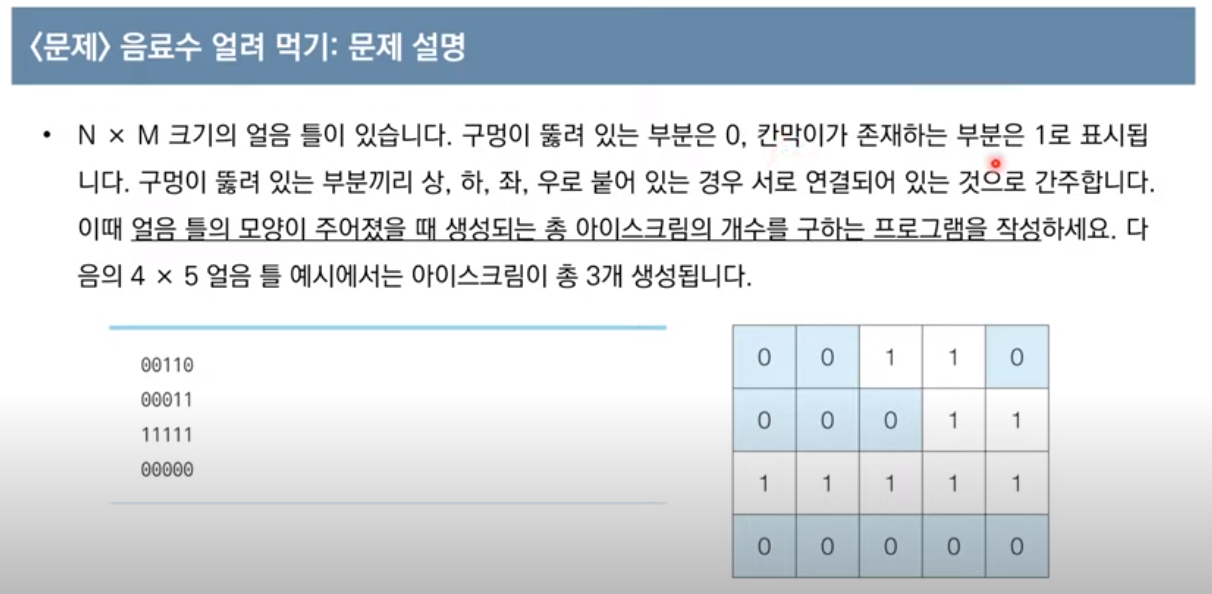 〈문제〉 음료수 얼려 먹기: 문제 설명
• N × M 크기의 얼음 틀이 있습니다. 구멍이 뚫려 있는 부분은 0, 칸막이가 존재하는 부분은 1로 표시됩
니다. 구멍이 뚫려 있는 부분끼리 상, 하, 좌, 우로 붙어 있는 경우 서로 연결되어 있는 것으로 간주합니다.
이때 얼음 틀의 모양이 주어졌을 때 생성되는 총 아이스크림의 개수를 구하는 프로그램을 작성하세요. 다
음의 4 × 5 얼음 틀 예시에서는 아이스크림이 총 3개 생성됩니다.
00110
00011
11111
00000
0 0 1 1 0
0 0 0 1 1
1 1 1 1 1
0 0 0 0 0